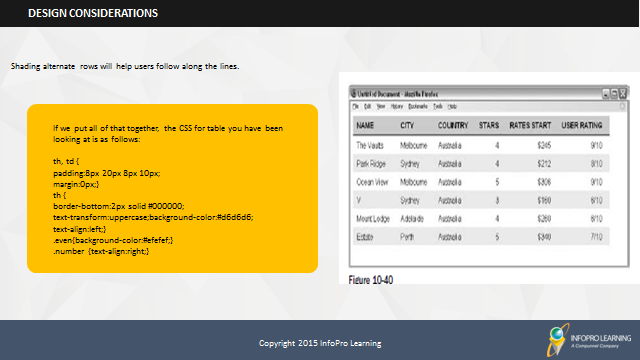 DESIGN CONSIDERATIONS
Shading alternate rows will help users follow along the lines.
If we put all of that together, the CSS for table you have been
looking at is as follows:
th, td {
padding:8px 20px 8px 10px;
margin:0px;}
th {
border-bottom:2px solid #000000;
text-transform:uppercase;background-color:#d6d6d6;
text-align:left;}
.even{background-color:#efefef;}
.number {text-align:right;}
Untitled Document - Mozilla Firefox
File Edit View History Bookmarks Tools Help
NAME CITY COUNTRY STARS RATES START USER RATING
The Vaults Melbourne Australia 4 $245 9/10
Park Ridge Sydney Australia 4 $212 8/10
Ocean View Melbourne Australia 5 $306 9/10
V Sydney Australia 3 $160 6/10
Mount Lodge Adelaide Australia 4 6/10
Estate Perth Australia 5 7/10
Figure 10-40
Copyright 2015 InfoPro Learning
INFOPRO LEARNING
A Compunnel Company